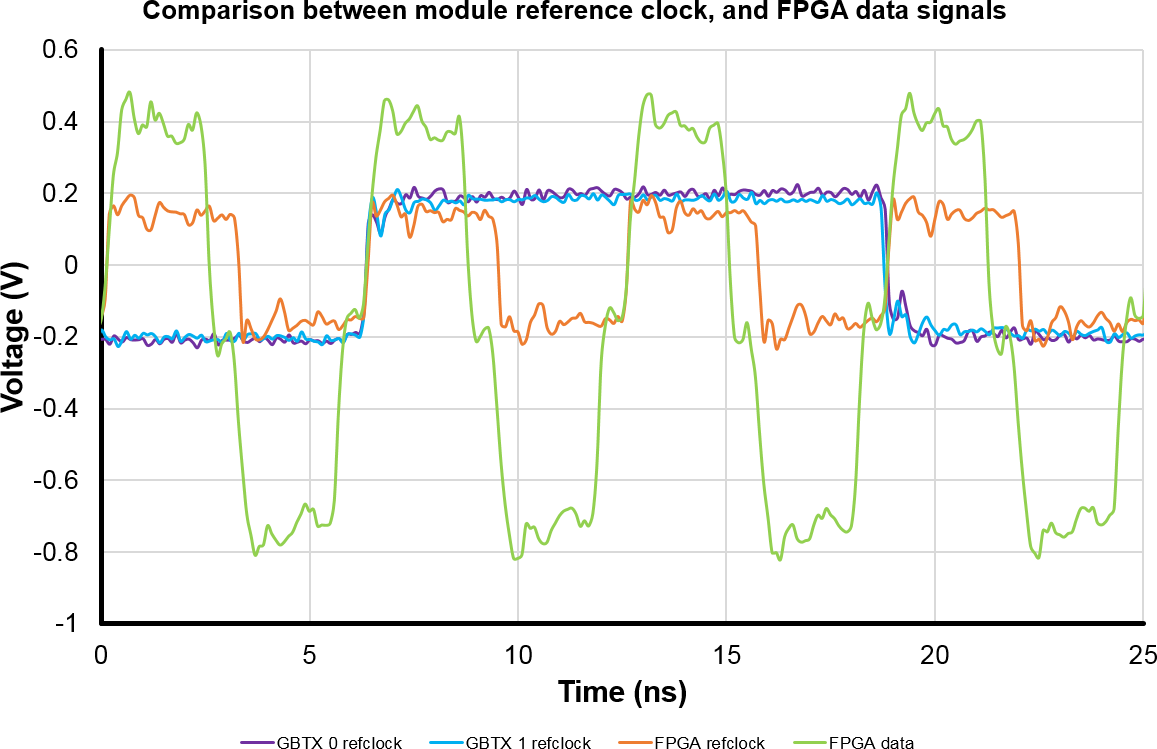 Comparison between module reference clock, and FPGA data signals
0.6
0.4
0.2
0
-0.2
-0.4
-0.6
-0.8
-1
Voltage (V)
0 5 10 15 20 25
Time (ns)
GBTX 0 refclock GBTX 1 refclock FPGA refclock FPGA data